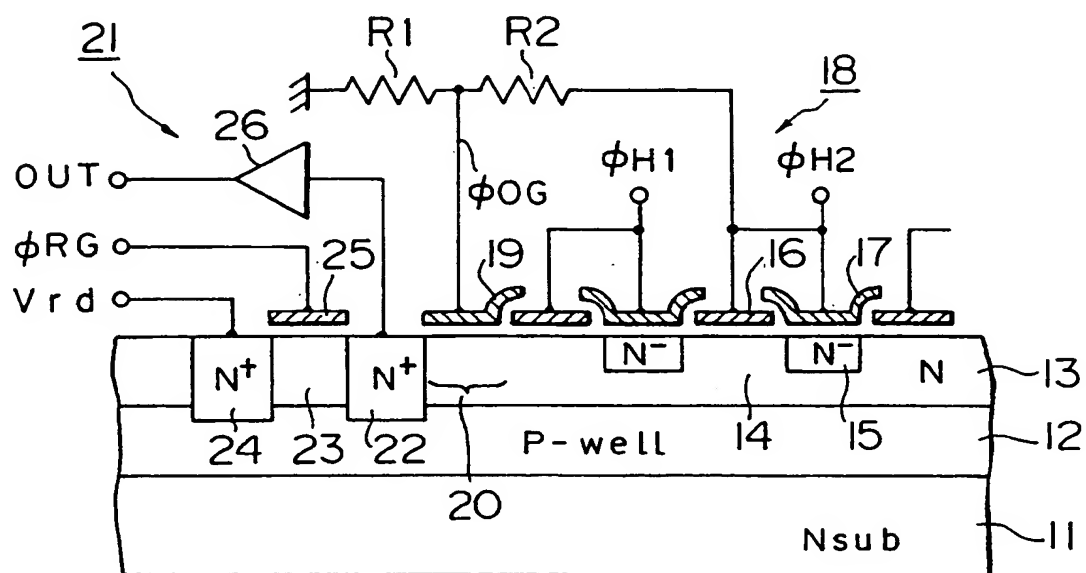 21
R1
R2
18
26
OUT
ϕH1
ϕH2
ϕOG
ϕRG
25
19
16
17
Vrd
N+
N+
N−
N−
N
13
24
23
22
20
P-well
14
15
12
Nsub
11